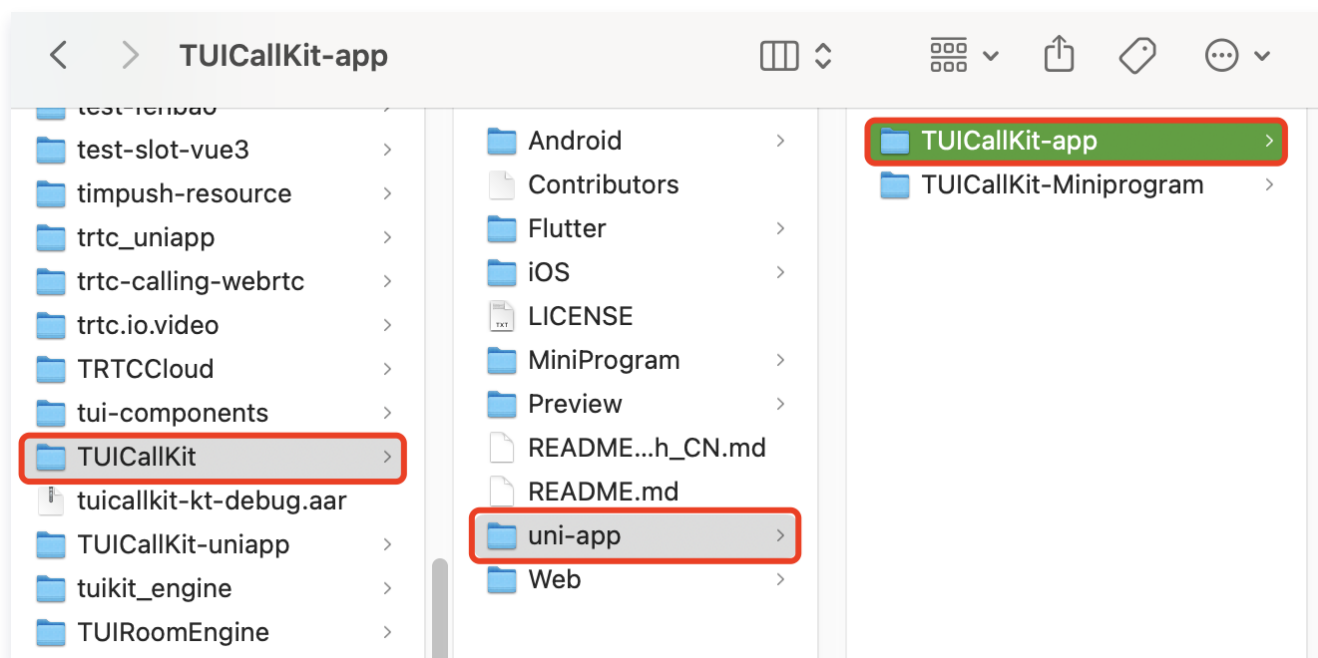 TUICallKit-app
test-fenbao
test-slot-vue3
timpush-resource
trtc_uniapp
trtc-calling-webrtc
trtc.io.video
TRTCCloud
tui-components
TUICallKit
tuicallkit-kt-debug.aar
TUICallKit-uniapp
tuikit_engine
TUIRoomEngine
Android
Contributors
Flutter
iOS
TXT
LICENSE
MiniProgram
Preview
README...h_CN.md
README.md
uni-app
Web
TUICallKit-app
TUICallKit-Miniprogram